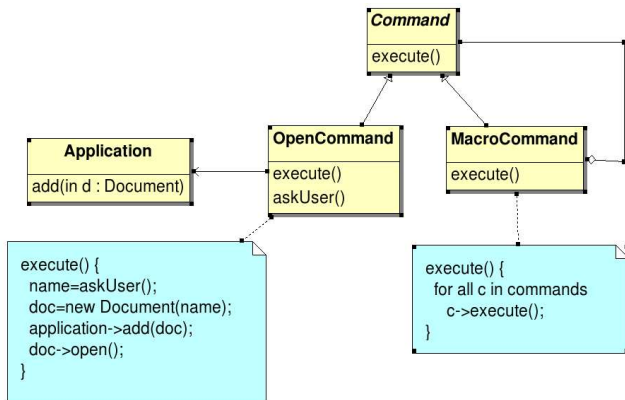 Command
execute()
Application
add(in d : Document)
OpenCommand
execute()
askUser()
MacroCommand
execute()
execute() {
name=askUser();
doc=new Document(name);
application->add(doc);
doc->open();
}
execute() {
for all c in commands
c->execute();
}